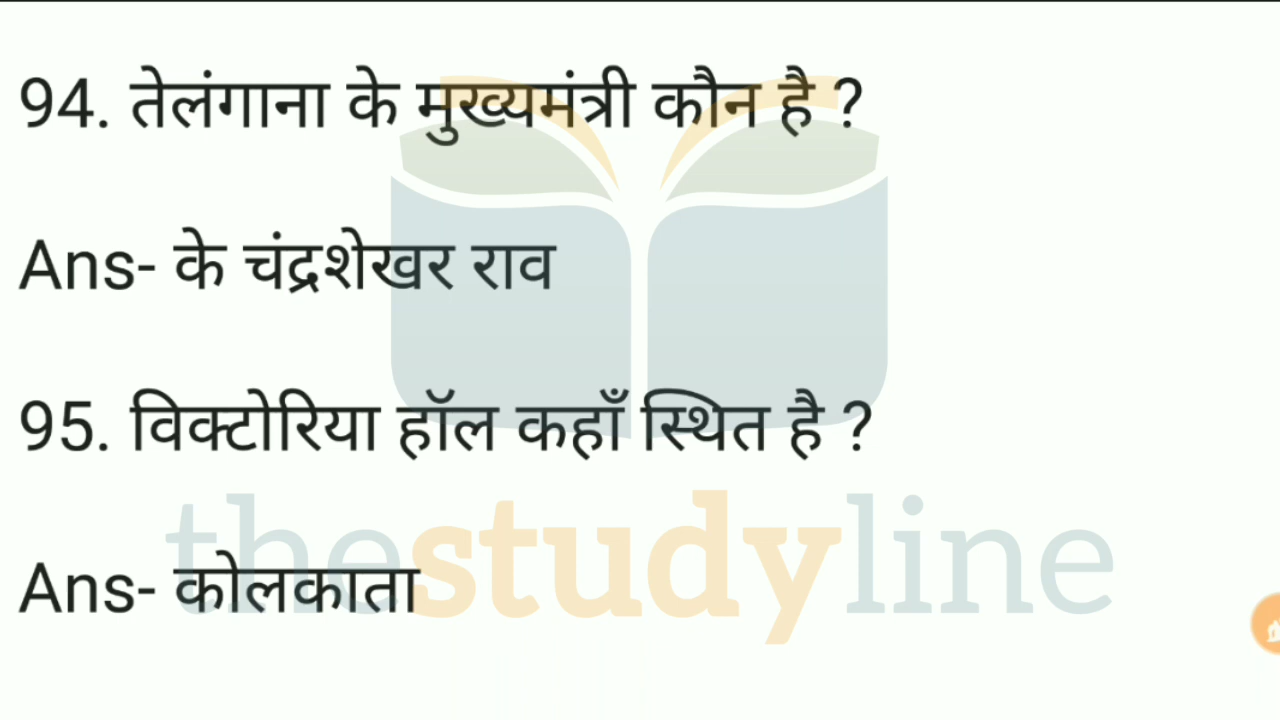 94. तेलंगाना के मुख्यमंत्री कौन है ?
Ans- के चंद्रशेखर राव
95. विक्टोरिया हॉल कहाँ स्थित है ?
Ans- कोलकाता
thestudyline